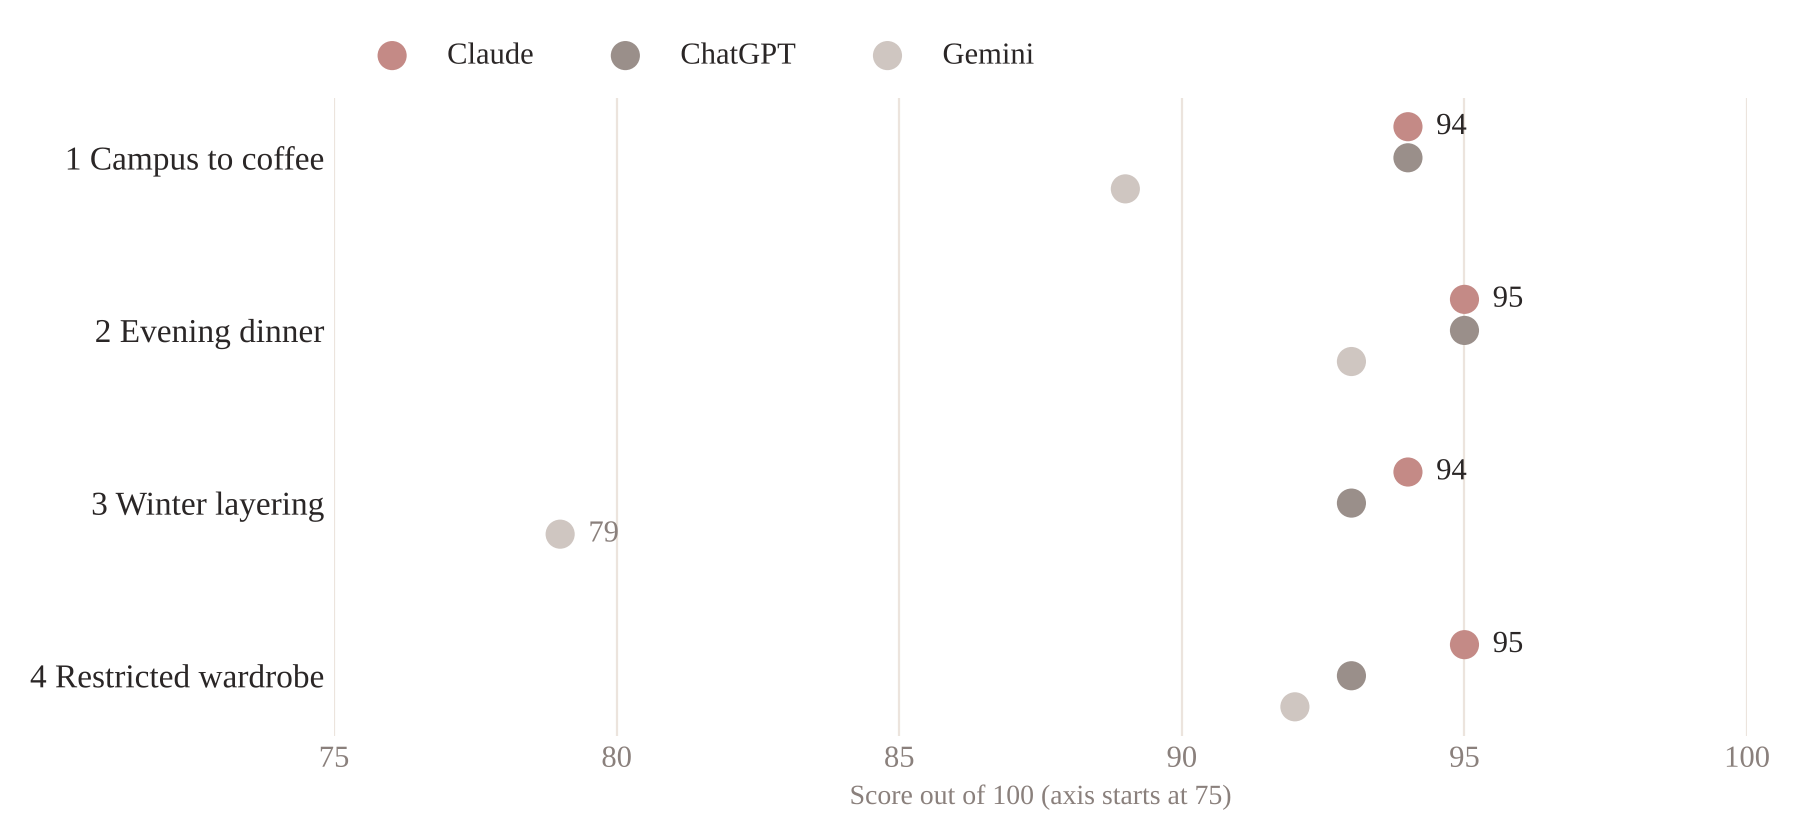 Claude ChatGPT Gemini
94
1 Campus to coffee
95
2 Evening dinner
94
3 Winter layering
79
95
4 Restricted wardrobe
75 80 85 90 95 100
Score out of 100 (axis starts at 75)